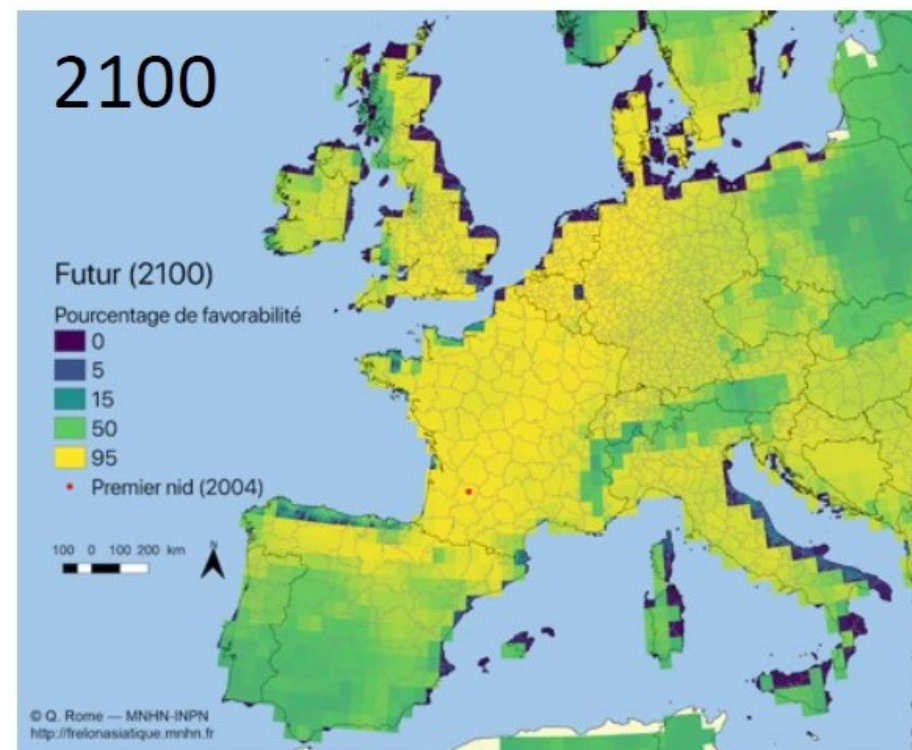 2100
Futur (2100)
Pourcentage de favorabilité
0
5
15
50
95
Premier nid (2004)
100 0 100 200 km
N
© Q. Rome — MNHN-INPN
http://frelonasiatique.mnhn.fr